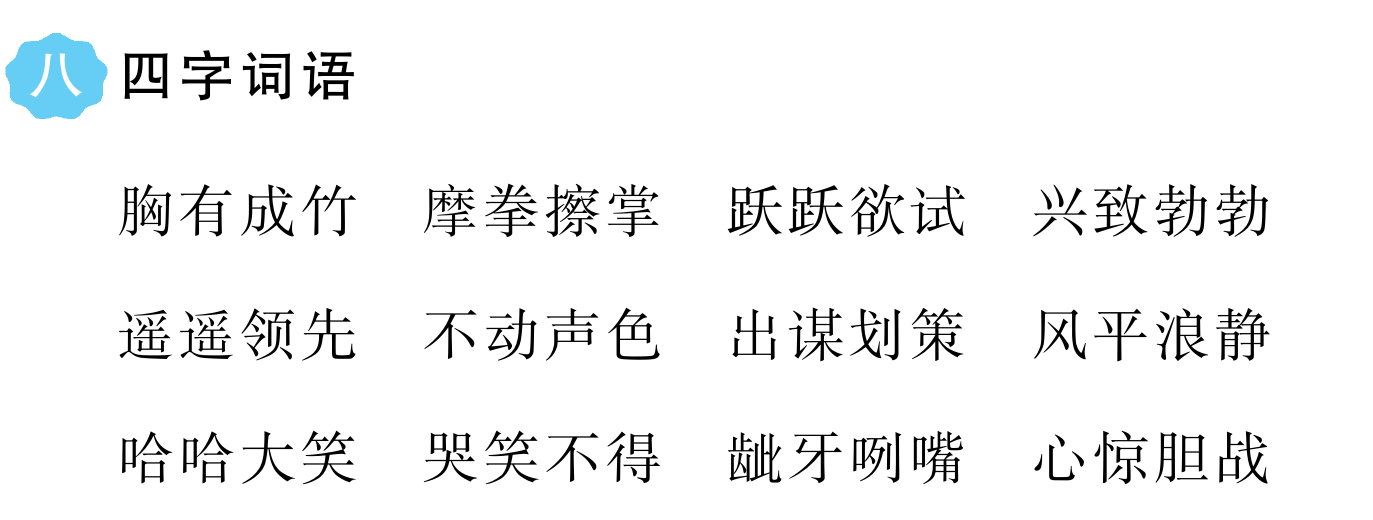 八 四字词语
胸有成竹 摩拳擦掌 跃跃欲试 兴致勃勃
遥遥领先 不动声色 出谋划策 风平浪静
哈哈大笑 哭笑不得 龇牙咧嘴 心惊胆战